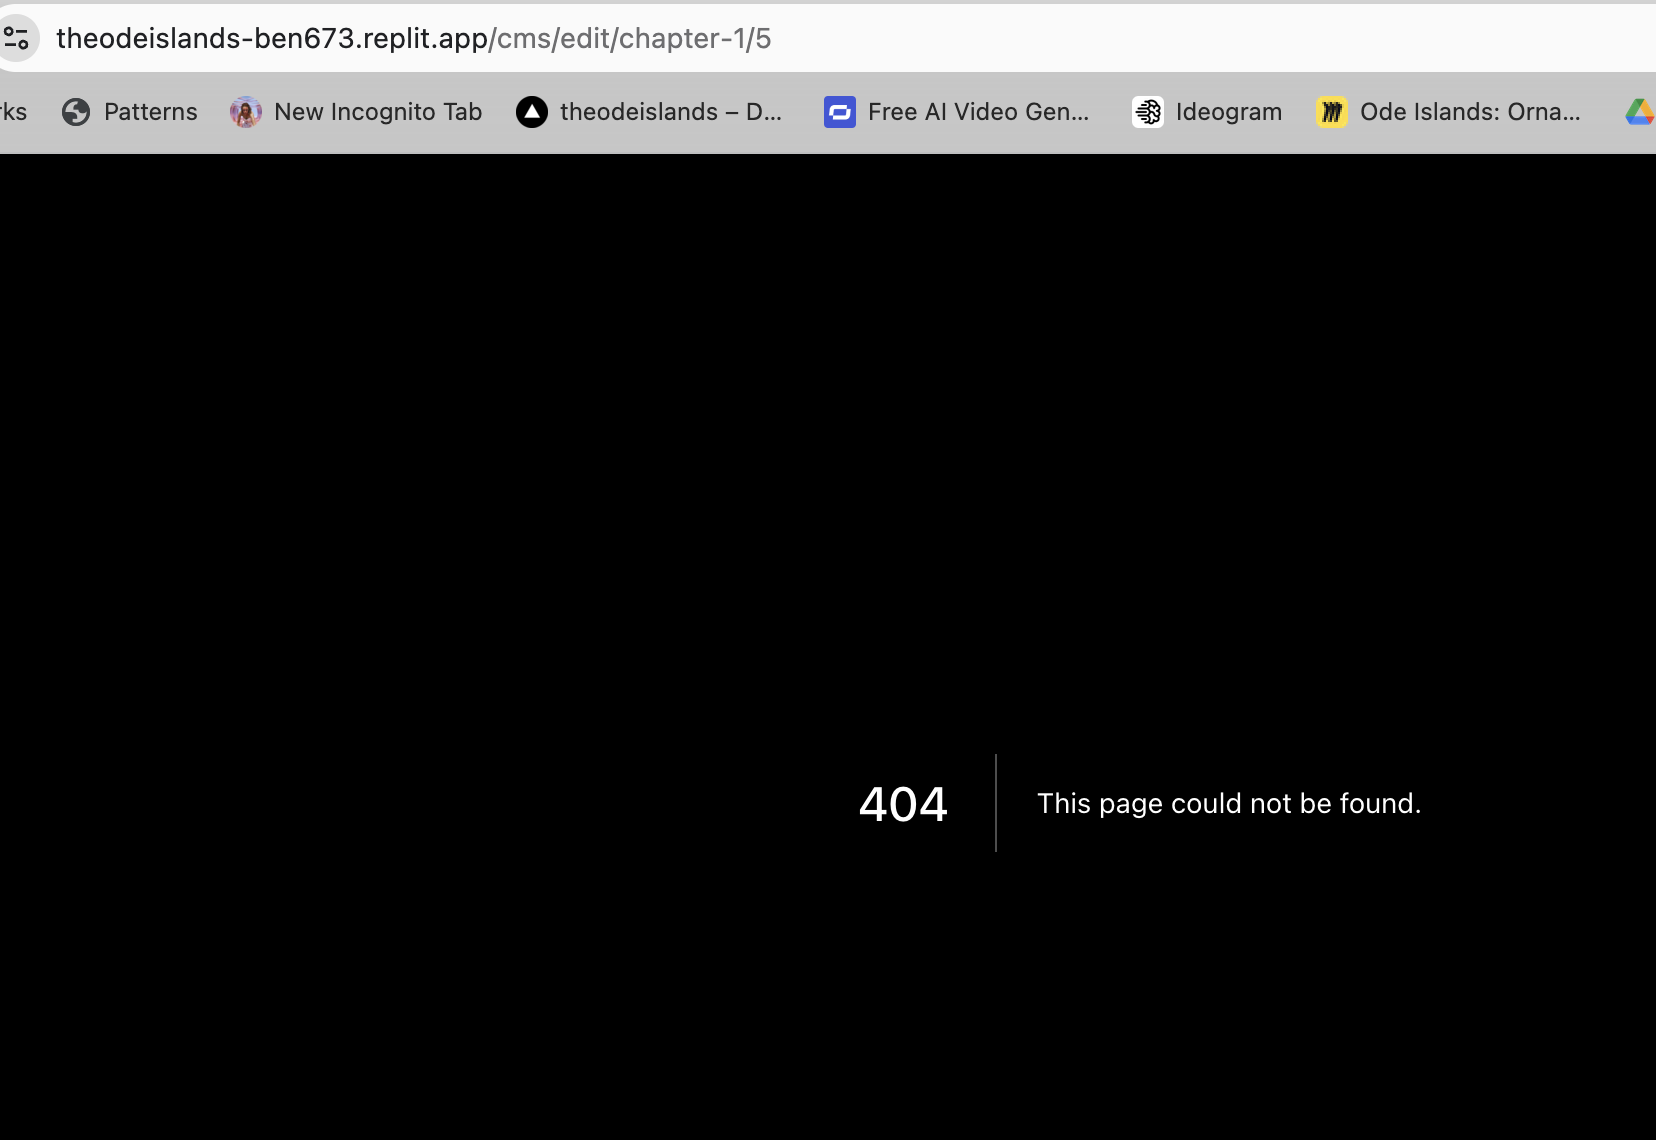 theodeislands-ben673.replit.app/cms/edit/chapter-1/5
rks Patterns New Incognito Tab theodeislands – D... Free AI Video Gen... Ideogram Ode Islands: Orna...
404 This page could not be found.